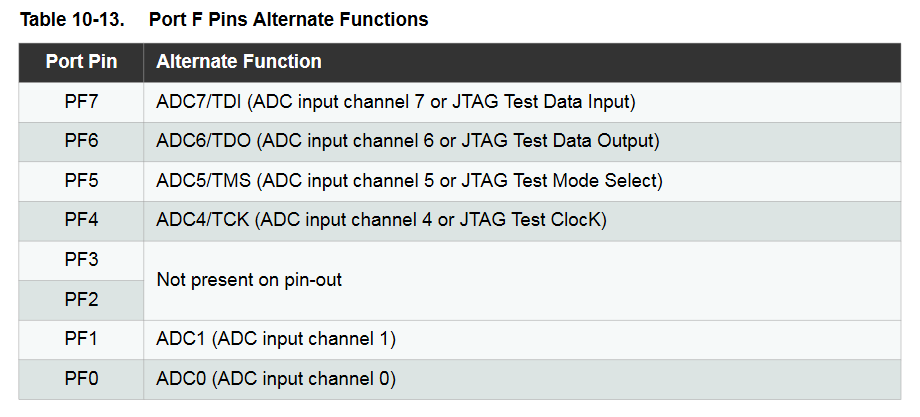 Table 10-13. Port F Pins Alternate Functions
Port Pin Alternate Function
PF7 ADC7/TDI (ADC input channel 7 or JTAG Test Data Input)
PF6 ADC6/TDO (ADC input channel 6 or JTAG Test Data Output)
PF5 ADC5/TMS (ADC input channel 5 or JTAG Test Mode Select)
PF4 ADC4/TCK (ADC input channel 4 or JTAG Test ClocK)
PF3
Not present on pin-out
PF2
PF1 ADC1 (ADC input channel 1)
PF0 ADC0 (ADC input channel 0)